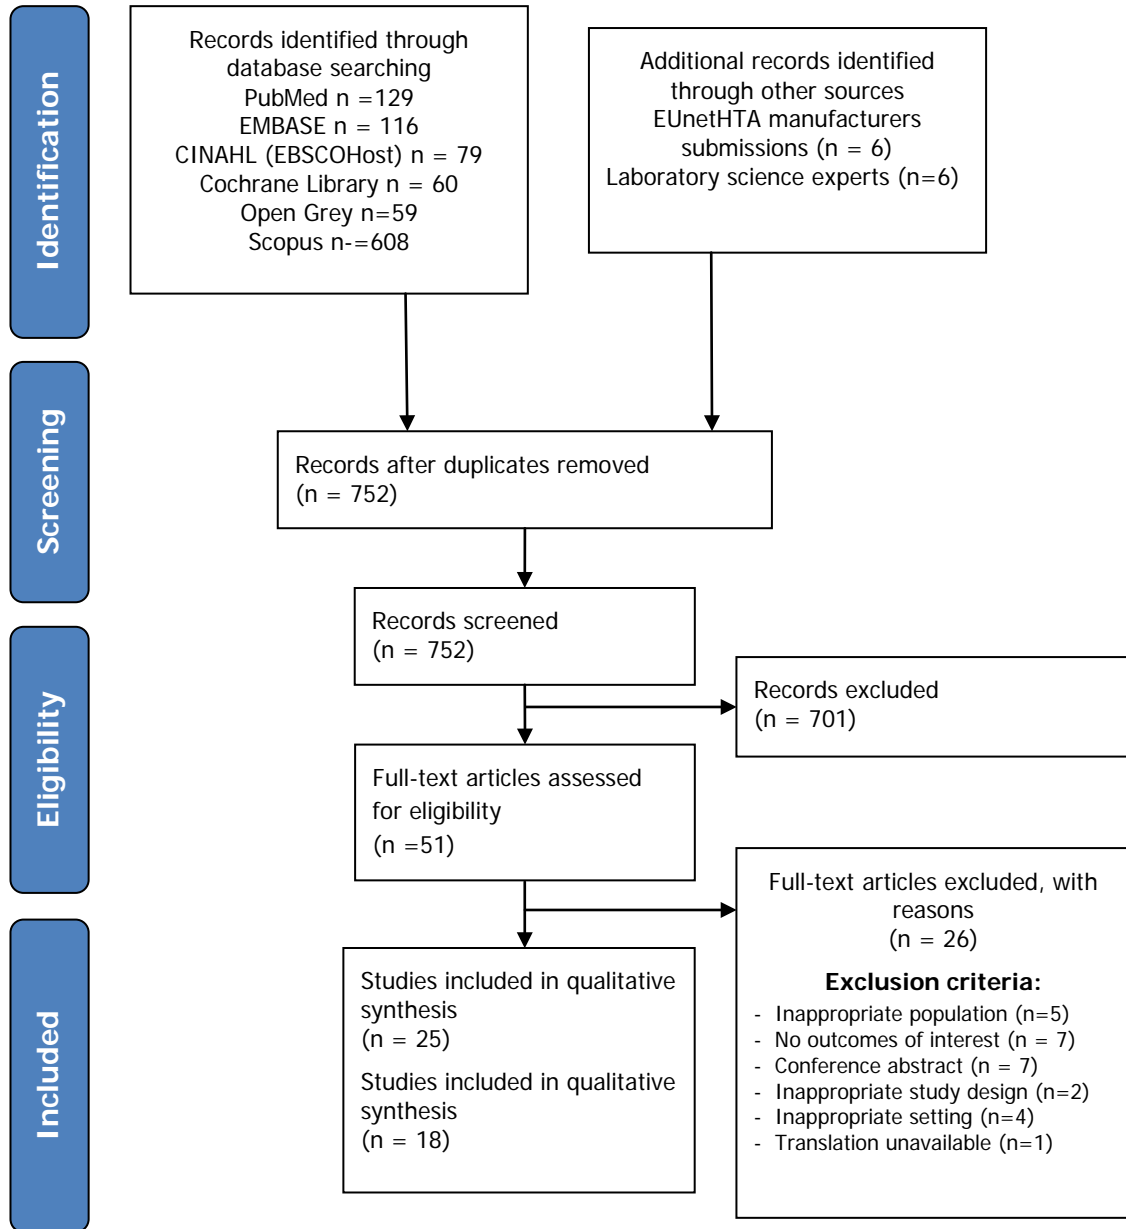 Identification
Records identified through
database searching
PubMed n =129
EMBASE n = 116
CINAHL (EBSCOHost) n = 79
Cochrane Library n = 60
Open Grey n=59
Scopus n-=608
Additional records identified
through other sources
EUnetHTA manufacturers
submissions (n = 6)
Laboratory science experts (n=6)
Screening
Records after duplicates removed
(n = 752)
Records screened
(n = 752)
Records excluded
(n = 701)
Eligibility
Full-text articles assessed
for eligibility
(n =51)
Full-text articles excluded, with
reasons
(n = 26)
Exclusion criteria:
- Inappropriate population (n=5)
- No outcomes of interest (n = 7)
- Conference abstract (n = 7)
- Inappropriate study design (n=2)
- Inappropriate setting (n=4)
- Translation unavailable (n=1)
Included
Studies included in qualitative
synthesis
(n = 25)
Studies included in qualitative
synthesis
(n = 18)